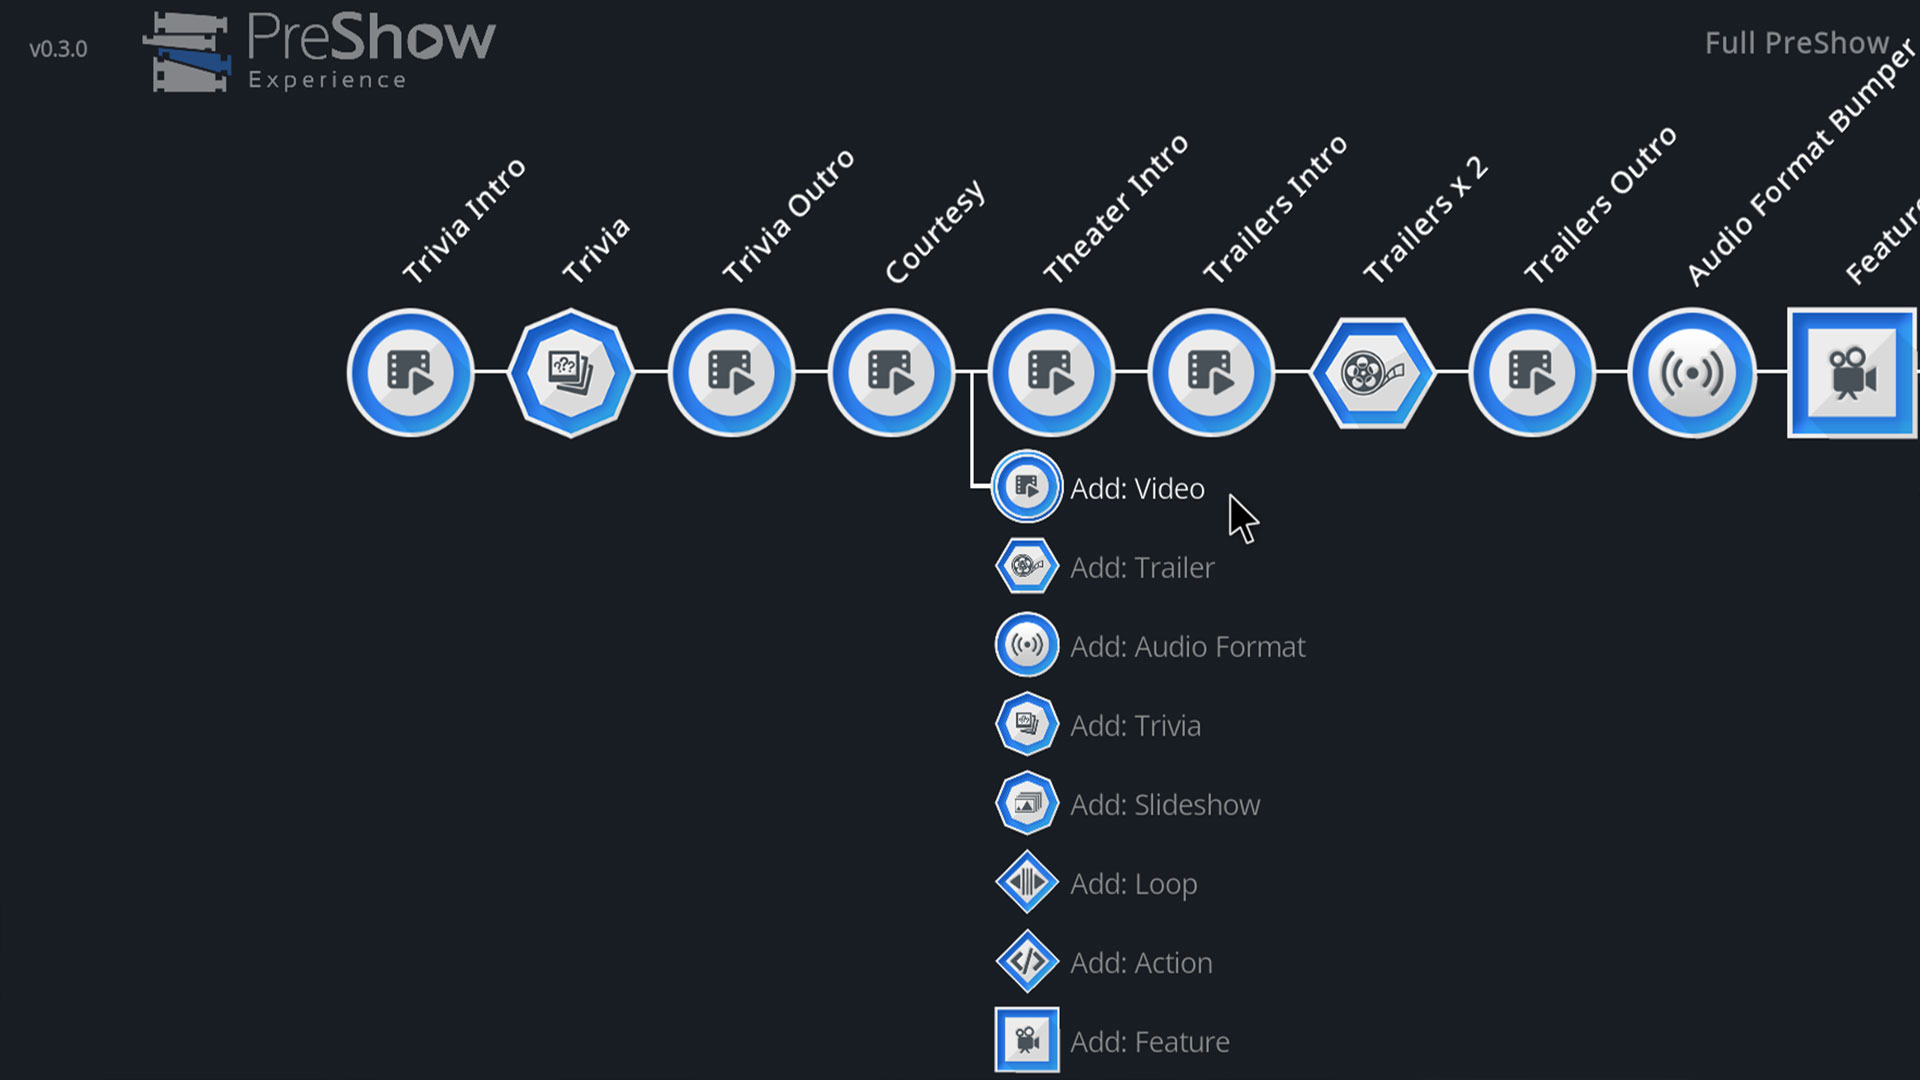 v0.3.0
PreShow
Experience
Full PreShow
Trivia Intro
Trivia
Trivia Outro
Courtesy
Theater Intro
Trailers Intro
Trailers x 2
Trailers Outro
Audio Format Bumper
Feature
???
Add: Video
Add: Trailer
Add: Audio Format
Add: Trivia
Add: Slideshow
Add: Loop
Add: Action
</>
Add: Feature